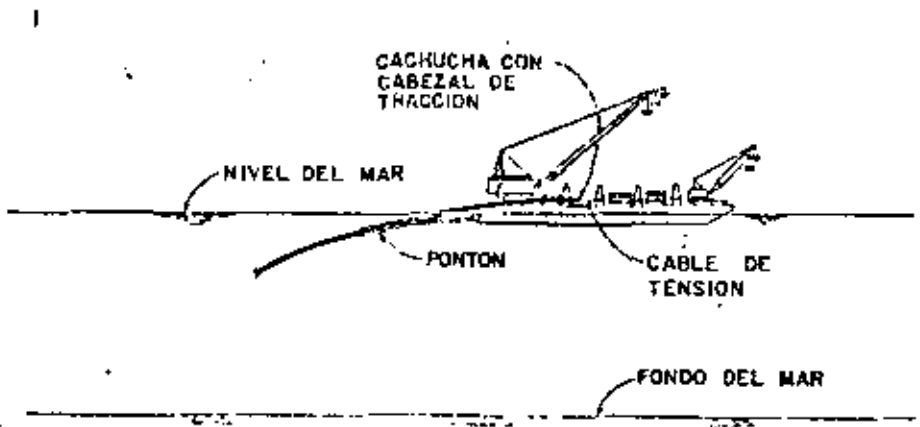 I
CACHUCHA CON
CABEZAL DE
TRACCION
NIVEL DEL MAR
PONTON
CABLE DE
TENSION
FONDO DEL MAR